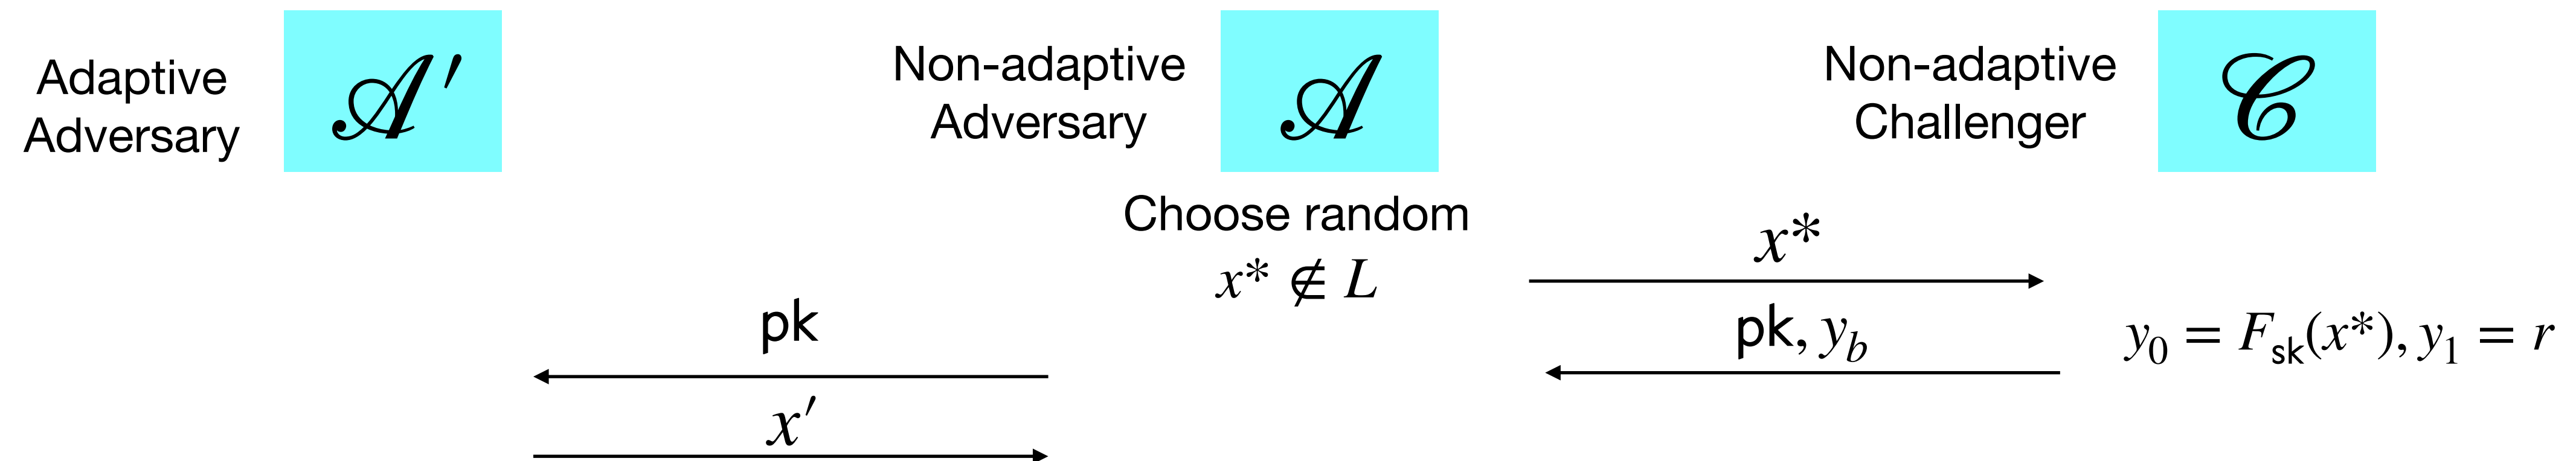 Adaptive
Adversary
𝒜′
Non-adaptive
Adversary
𝒜
Non-adaptive
Challenger
𝒞
Choose random
x* ∉ L
x*
pk, y_b
y_0 = F_sk(x*), y_1 = r
pk
x′